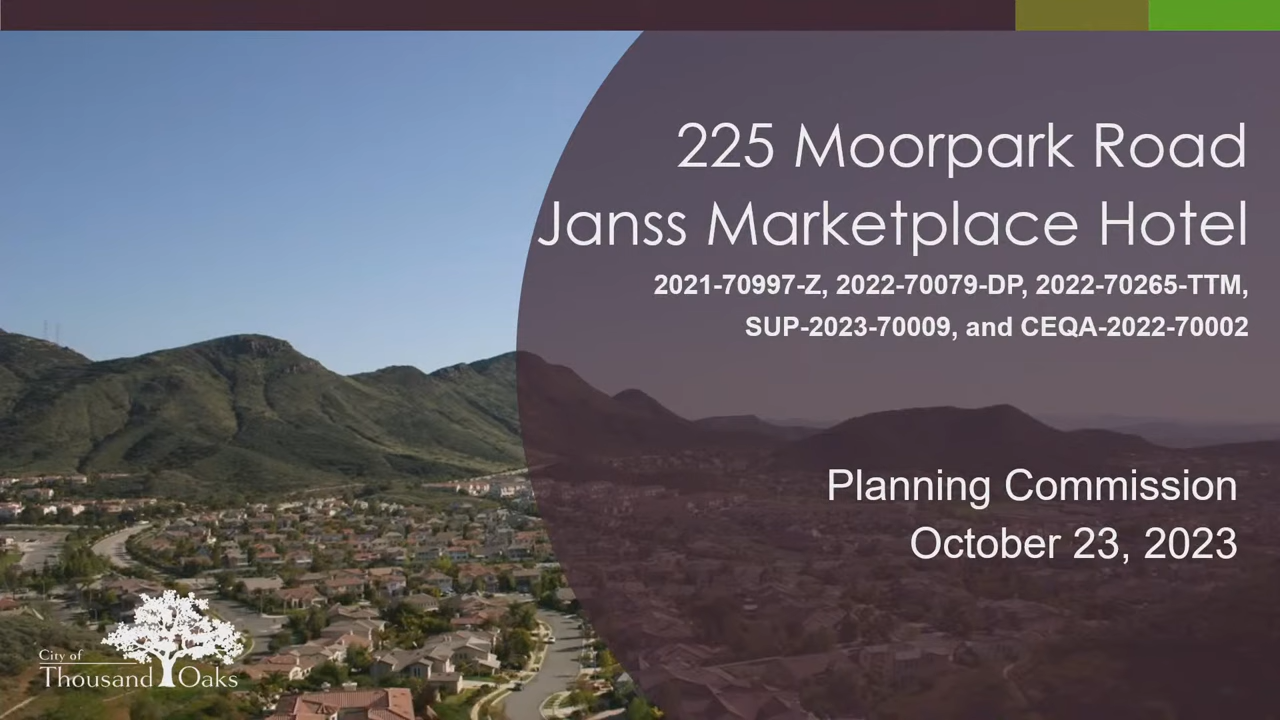 225 Moorpark Road
Janss Marketplace Hotel
2021-70997-Z, 2022-70079-DP, 2022-70265-TTM,
SUP-2023-70009, and CEQA-2022-70002
Planning Commission
October 23, 2023
City of
Thousand Oaks